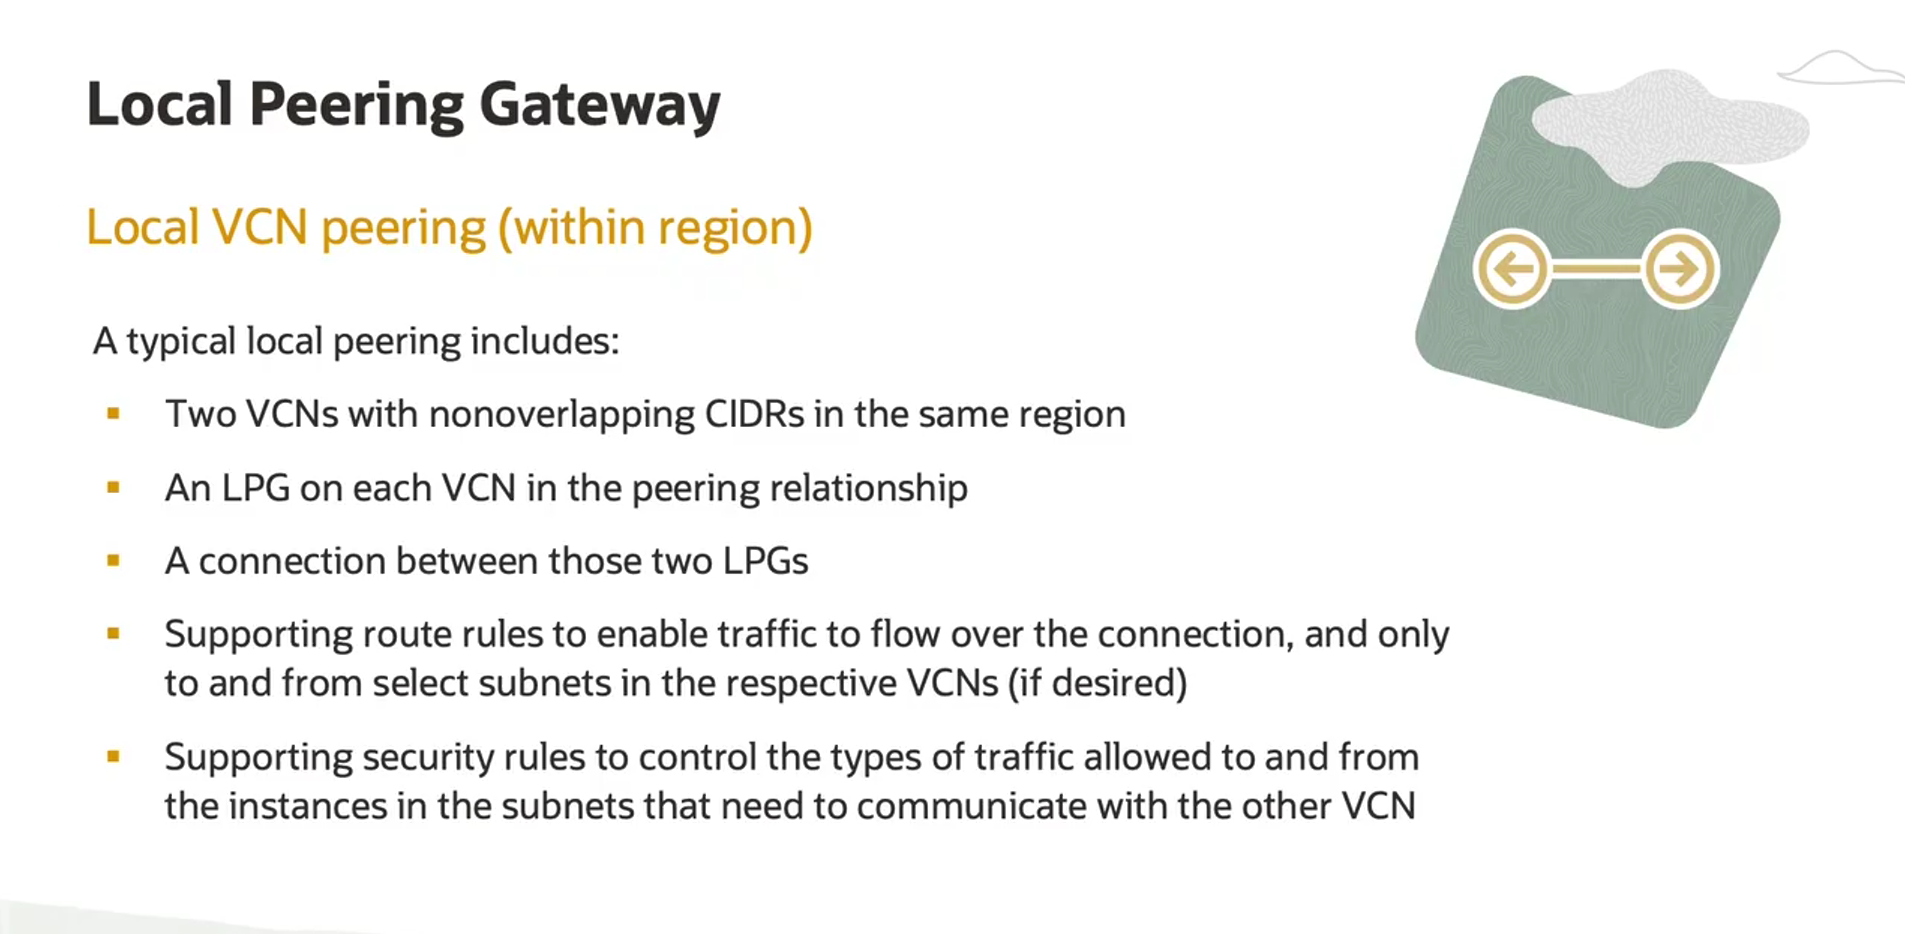 Local Peering Gateway
Local VCN peering (within region)
A typical local peering includes:
▪ Two VCNs with nonoverlapping CIDRs in the same region
▪ An LPG on each VCN in the peering relationship
▪ A connection between those two LPGs
▪ Supporting route rules to enable traffic to flow over the connection, and only
to and from select subnets in the respective VCNs (if desired)
▪ Supporting security rules to control the types of traffic allowed to and from
the instances in the subnets that need to communicate with the other VCN